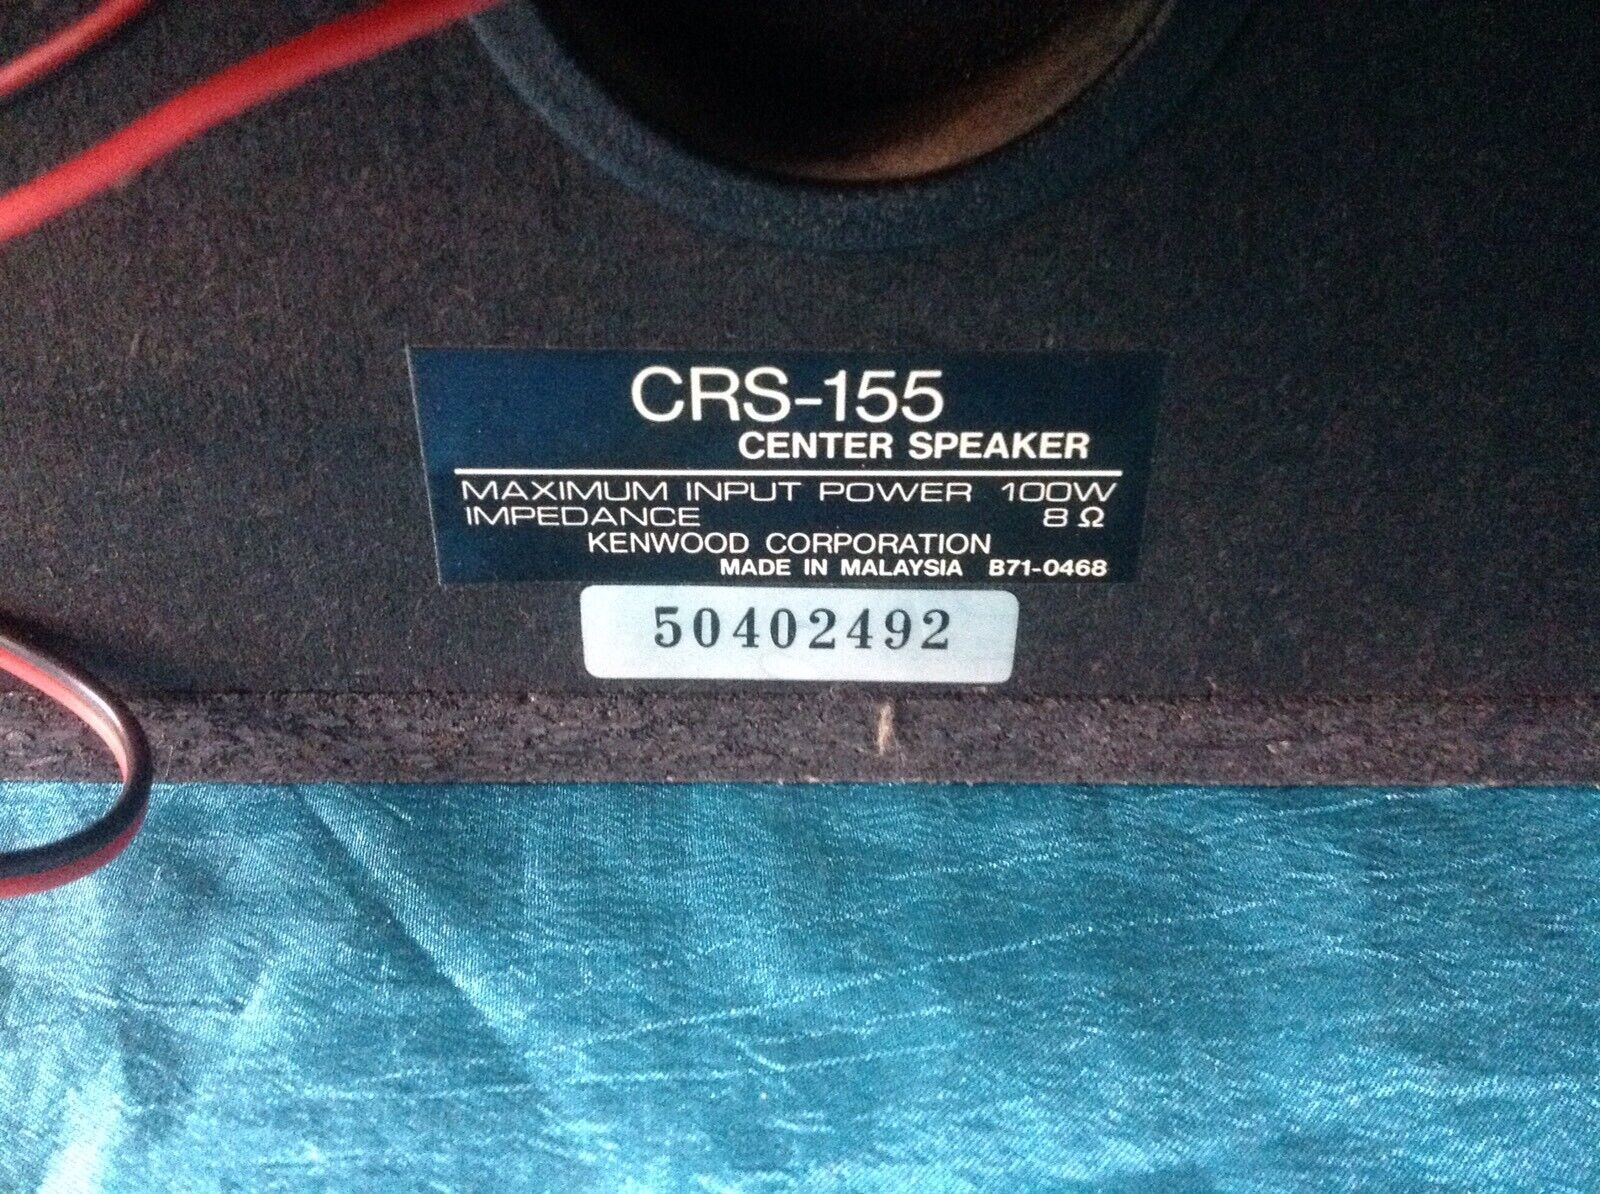 CRS-155
CENTER SPEAKER
MAXIMUM INPUT POWER 100W
IMPEDANCE 8 Ω
KENWOOD CORPORATION
MADE IN MALAYSIA B71-0468
50402492